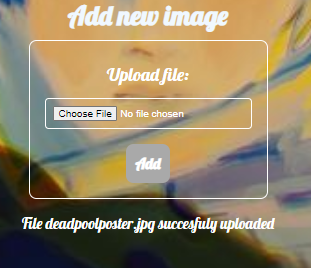 Add new image
Upload file:
Choose File No file chosen
Add
File deadpoolposter.jpg succesfuly uploaded